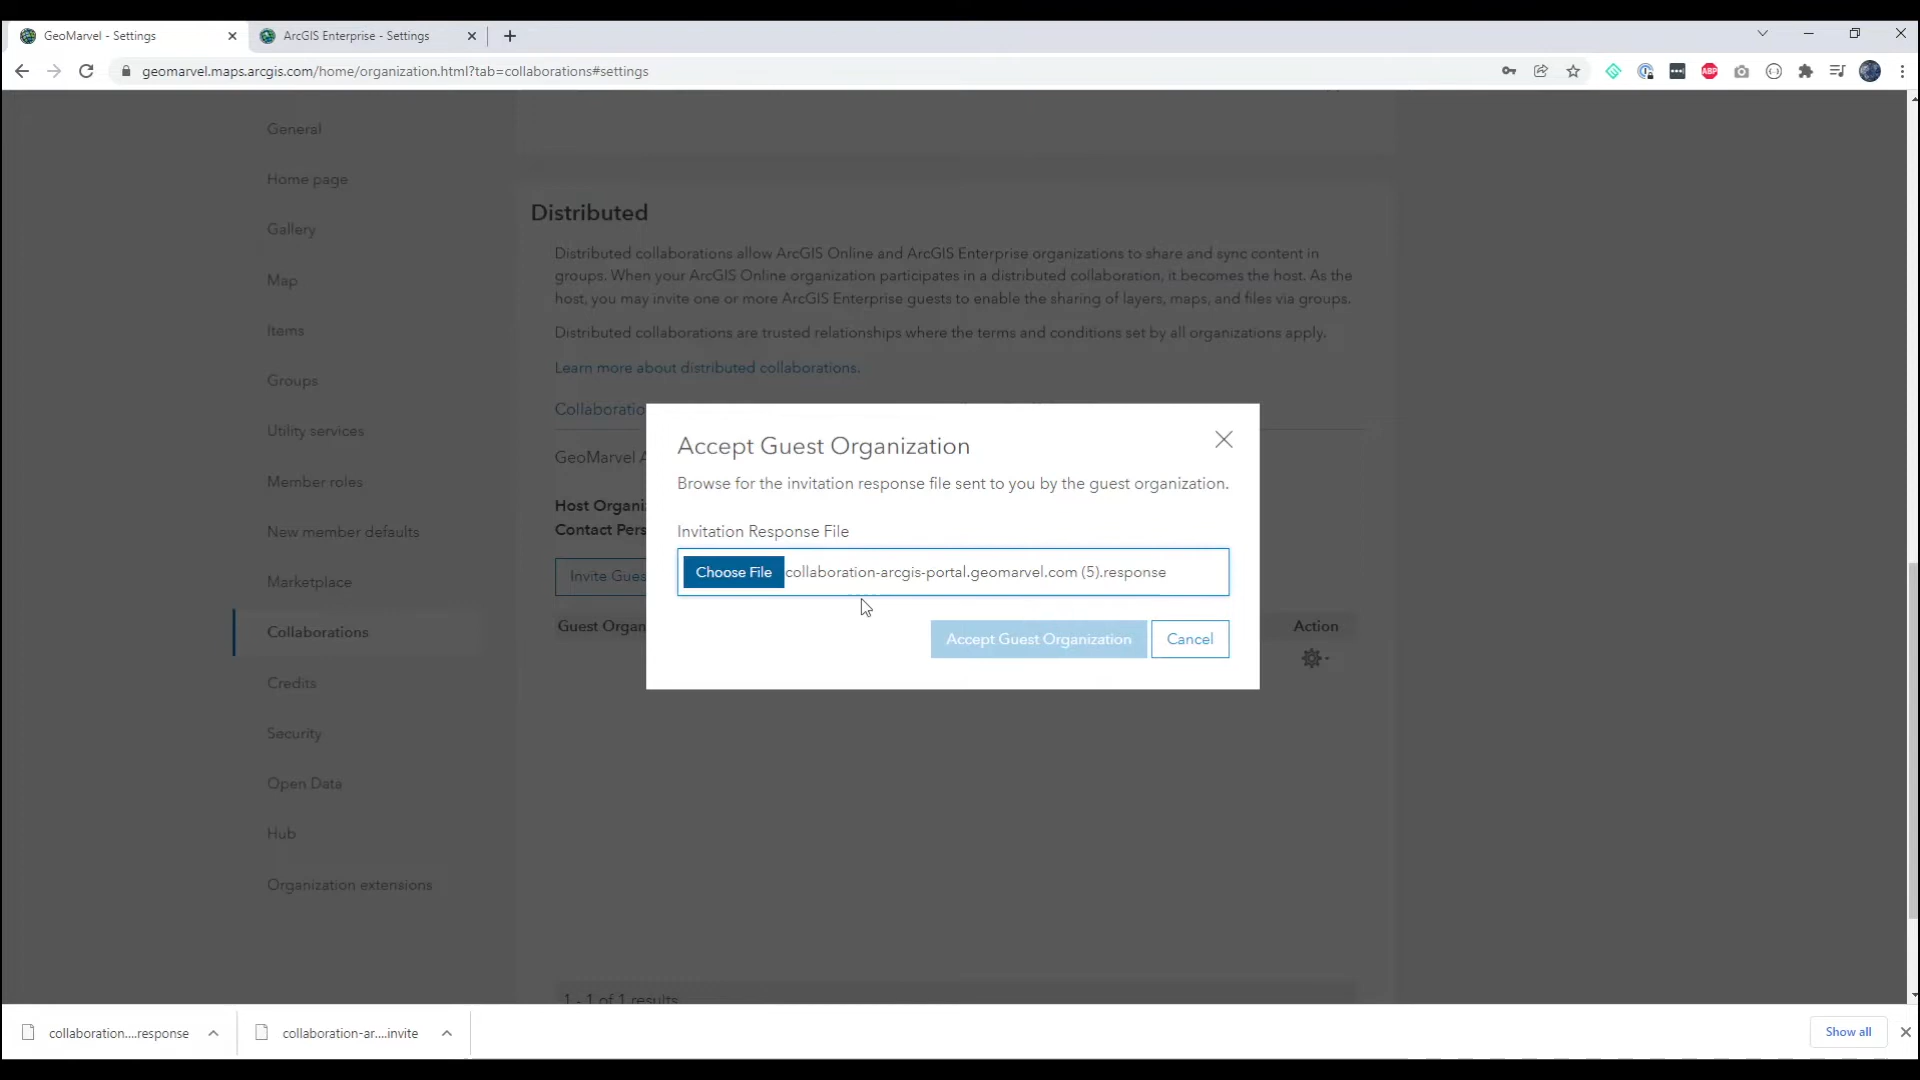 GeoMarvel - Settings
ArcGIS Enterprise - Settings
geomarvel.maps.arcgis.com/home/organization.html?tab=collaborations#settings
ABP
General
Home page
Gallery
Map
Items
Groups
Utility services
Member roles
New member defaults
Marketplace
Collaborations
Credits
Security
Open Data
Hub
Organization extensions
Distributed
Distributed collaborations allow ArcGIS Online and ArcGIS Enterprise organizations to share and sync content in
groups. When your ArcGIS Online organization participates in a distributed collaboration, it becomes the host. As the
host, you may invite one or more ArcGIS Enterprise guests to enable the sharing of layers, maps, and files via groups.
Distributed collaborations are trusted relationships where the terms and conditions set by all organizations apply.
Learn more about distributed collaborations.
Collaboratio
GeoMarvel A
Host Organi
Contact Pers
Invite Gues
Guest Organ
Action
Accept Guest Organization
Browse for the invitation response file sent to you by the guest organization.
Invitation Response File
Choose File collaboration-arcgis-portal.geomarvel.com (5).response
Accept Guest Organization
Cancel
1 - 1 of 1 results
collaboration....response
collaboration-ar....invite
Show all